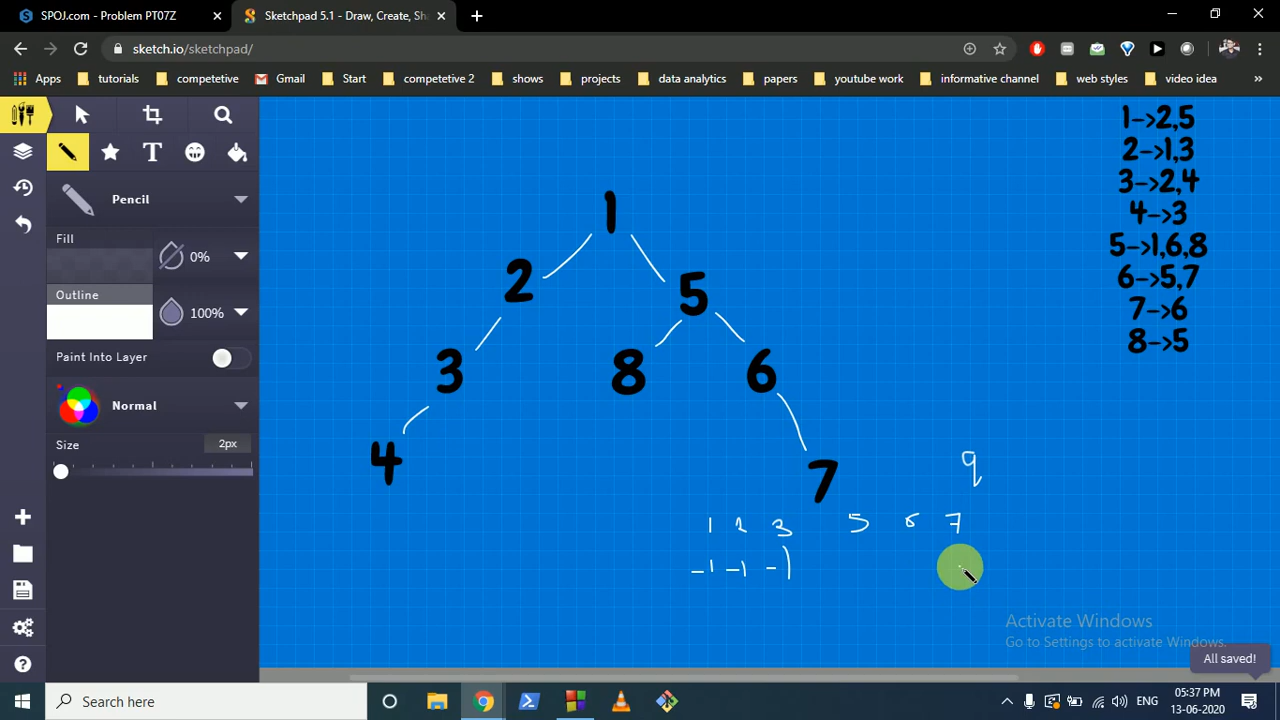 SPOJ.com - Problem PT07Z
Sketchpad 5.1 - Draw, Create, Sha
sketch.io/sketchpad/
Apps tutorials competetive Gmail Start competetive 2 shows projects data analytics papers youtube work informative channel web styles video idea »
Pencil
Fill
0%
Outline
100%
Paint Into Layer
Normal
Size 2px
1
2
5
3
8
6
4
7
1->2,5
2->1,3
3->2,4
4->3
5->1,6,8
6->5,7
7->6
8->5
q
1 2 3 5 6 7
-1 -1 -1
Activate Windows
Go to Settings to activate Windows.
All saved!
Search here
ENG
05:37 PM
13-06-2020